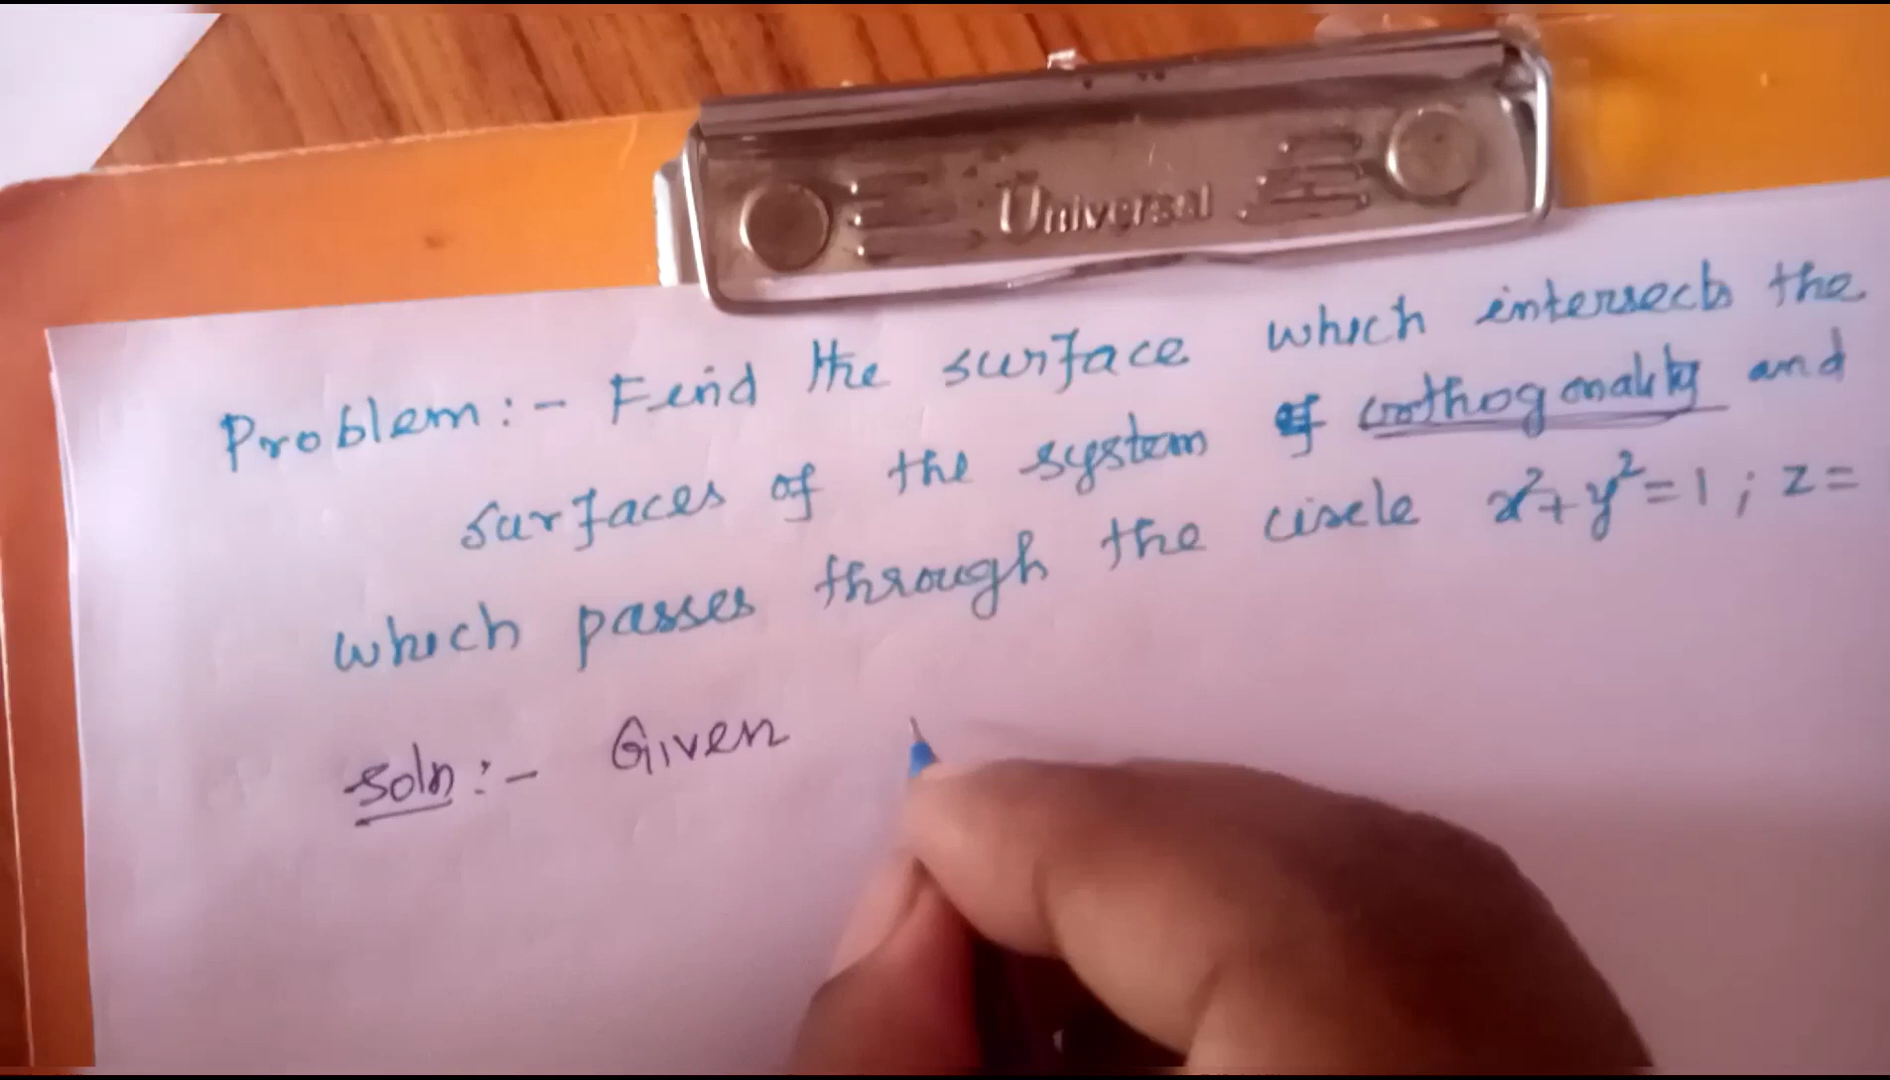 Universal
Problem:- Find the surface which intersects the
surfaces of the system of orthogonality and
which passes through the circle x²+y²=1; z=
Soln:- Given